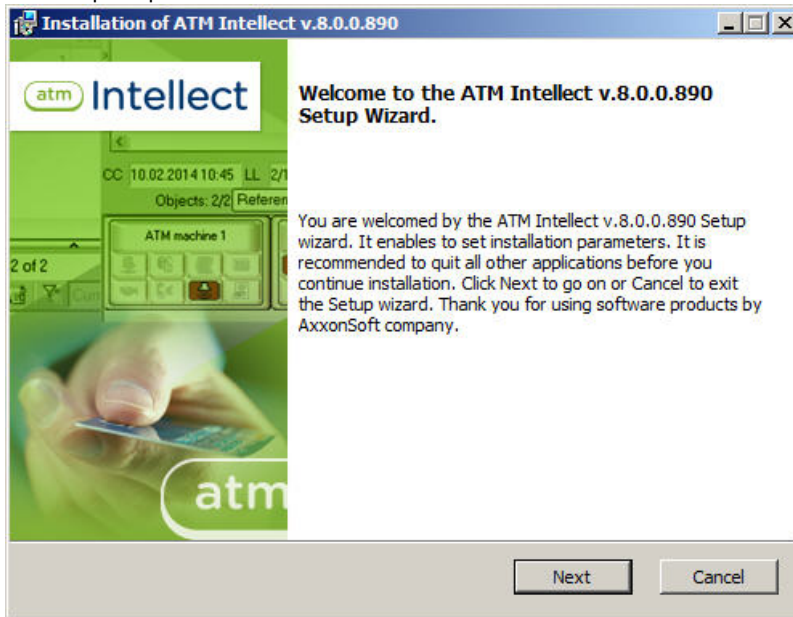 Installation of ATM Intellect v.8.0.0.890
atm Intellect
CC 10.02.2014 10:45 LL 2/1
Objects: 2/2 Referen
ATM machine 1
2 of 2
atm
Welcome to the ATM Intellect v.8.0.0.890
Setup Wizard.
You are welcomed by the ATM Intellect v.8.0.0.890 Setup
wizard. It enables to set installation parameters. It is
recommended to quit all other applications before you
continue installation. Click Next to go on or Cancel to exit
the Setup wizard. Thank you for using software products by
AxxonSoft company.
Next
Cancel